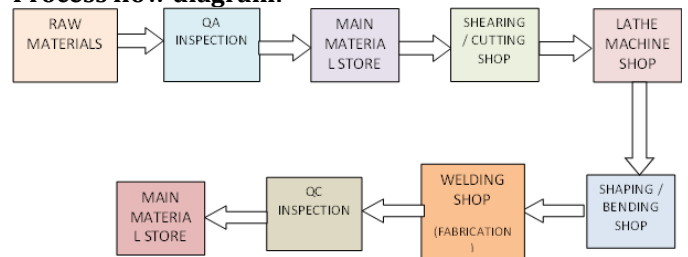 Process flow diagram:
RAW
MATERIALS
QA
INSPECTION
MAIN
MATERIA
L STORE
SHEARING
/ CUTTING
SHOP
LATHE
MACHINE
SHOP
MAIN
MATERIA
L STORE
QC
INSPECTION
WELDING
SHOP
(FABRICATION
)
SHAPING /
BENDING
SHOP